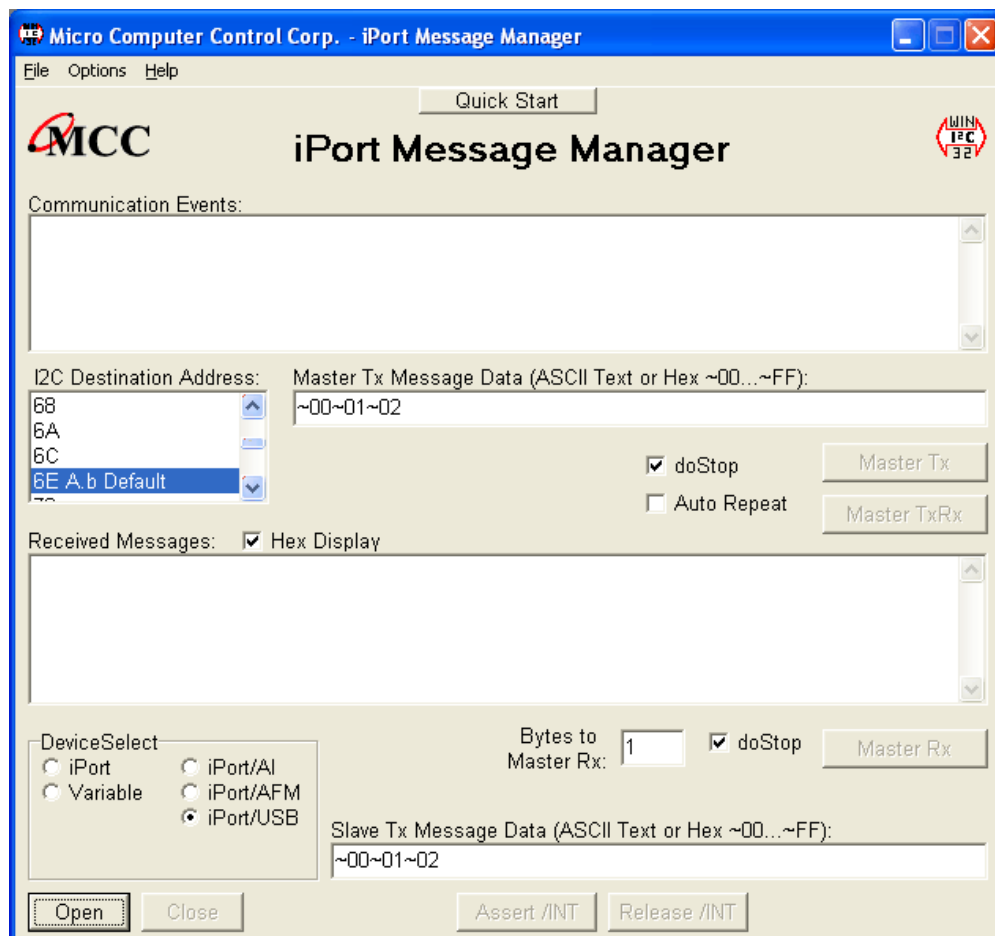 Micro Computer Control Corp. - iPort Message Manager
File Options Help
Quick Start
MCC
iPort Message Manager
WIN
I²C
32
Communication Events:
I2C Destination Address:
Master Tx Message Data (ASCII Text or Hex ~00...~FF):
68
~00~01~02
6A
6C
6E A.b Default
doStop
Master Tx
Auto Repeat
Master TxRx
Received Messages:
Hex Display
DeviceSelect
iPort
iPort/AI
Variable
iPort/AFM
iPort/USB
Bytes to
Master Rx:
1
doStop
Master Rx
Slave Tx Message Data (ASCII Text or Hex ~00...~FF):
~00~01~02
Open
Close
Assert /INT
Release /INT